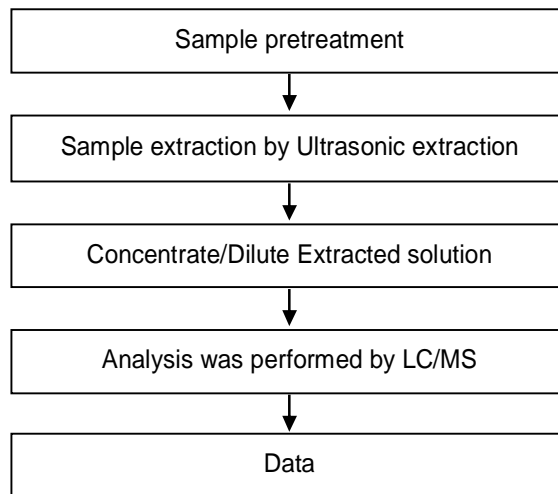 Sample pretreatment
Sample extraction by Ultrasonic extraction
Concentrate/Dilute Extracted solution
Analysis was performed by LC/MS
Data